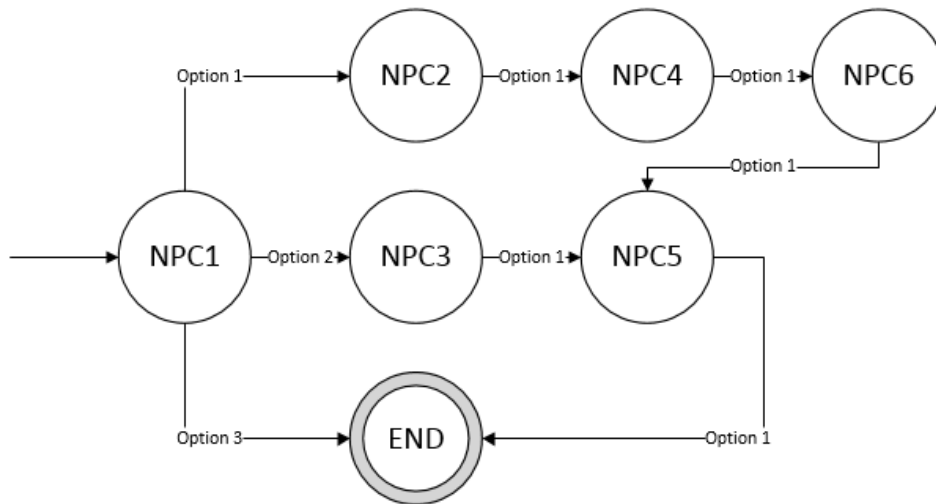 Option 1
NPC2
Option 1
NPC4
Option 1
NPC6
Option 1
NPC1
Option 2
NPC3
Option 1
NPC5
Option 3
END
Option 1